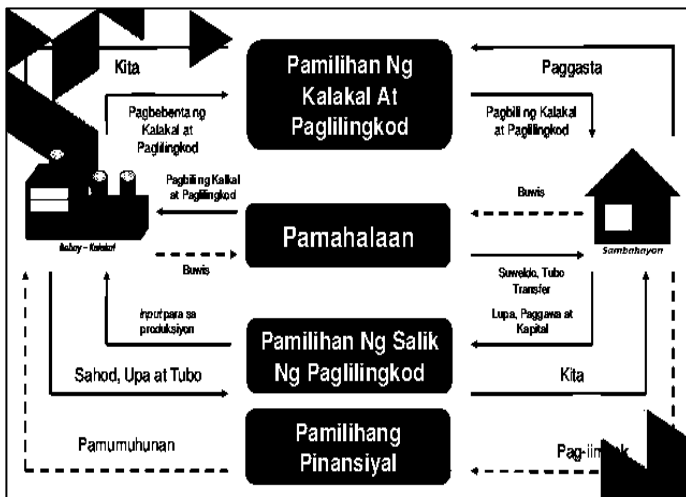 Kita
Pamilihan Ng
Kalakal At
Paglilingkod
Paggasta
Pagbebenta ng
Kalakal at
Paglilingkod
Pagbili ng Kalakal
at Paglilingkod
Pagbili ng Kalkal
at Paglilingkod
Buwis
Pamahalaan
Bahay - Kalakal
Sambahayan
Buwis
Suweldo, Tubo
Transfer
Input para sa
produksiyon
Pamilihan Ng Salik
Ng Paglilingkod
Lupa, Paggawa at
Kapital
Sahod, Upa at Tubo
Kita
Pamumuhunan
Pamilihang
Pinansiyal